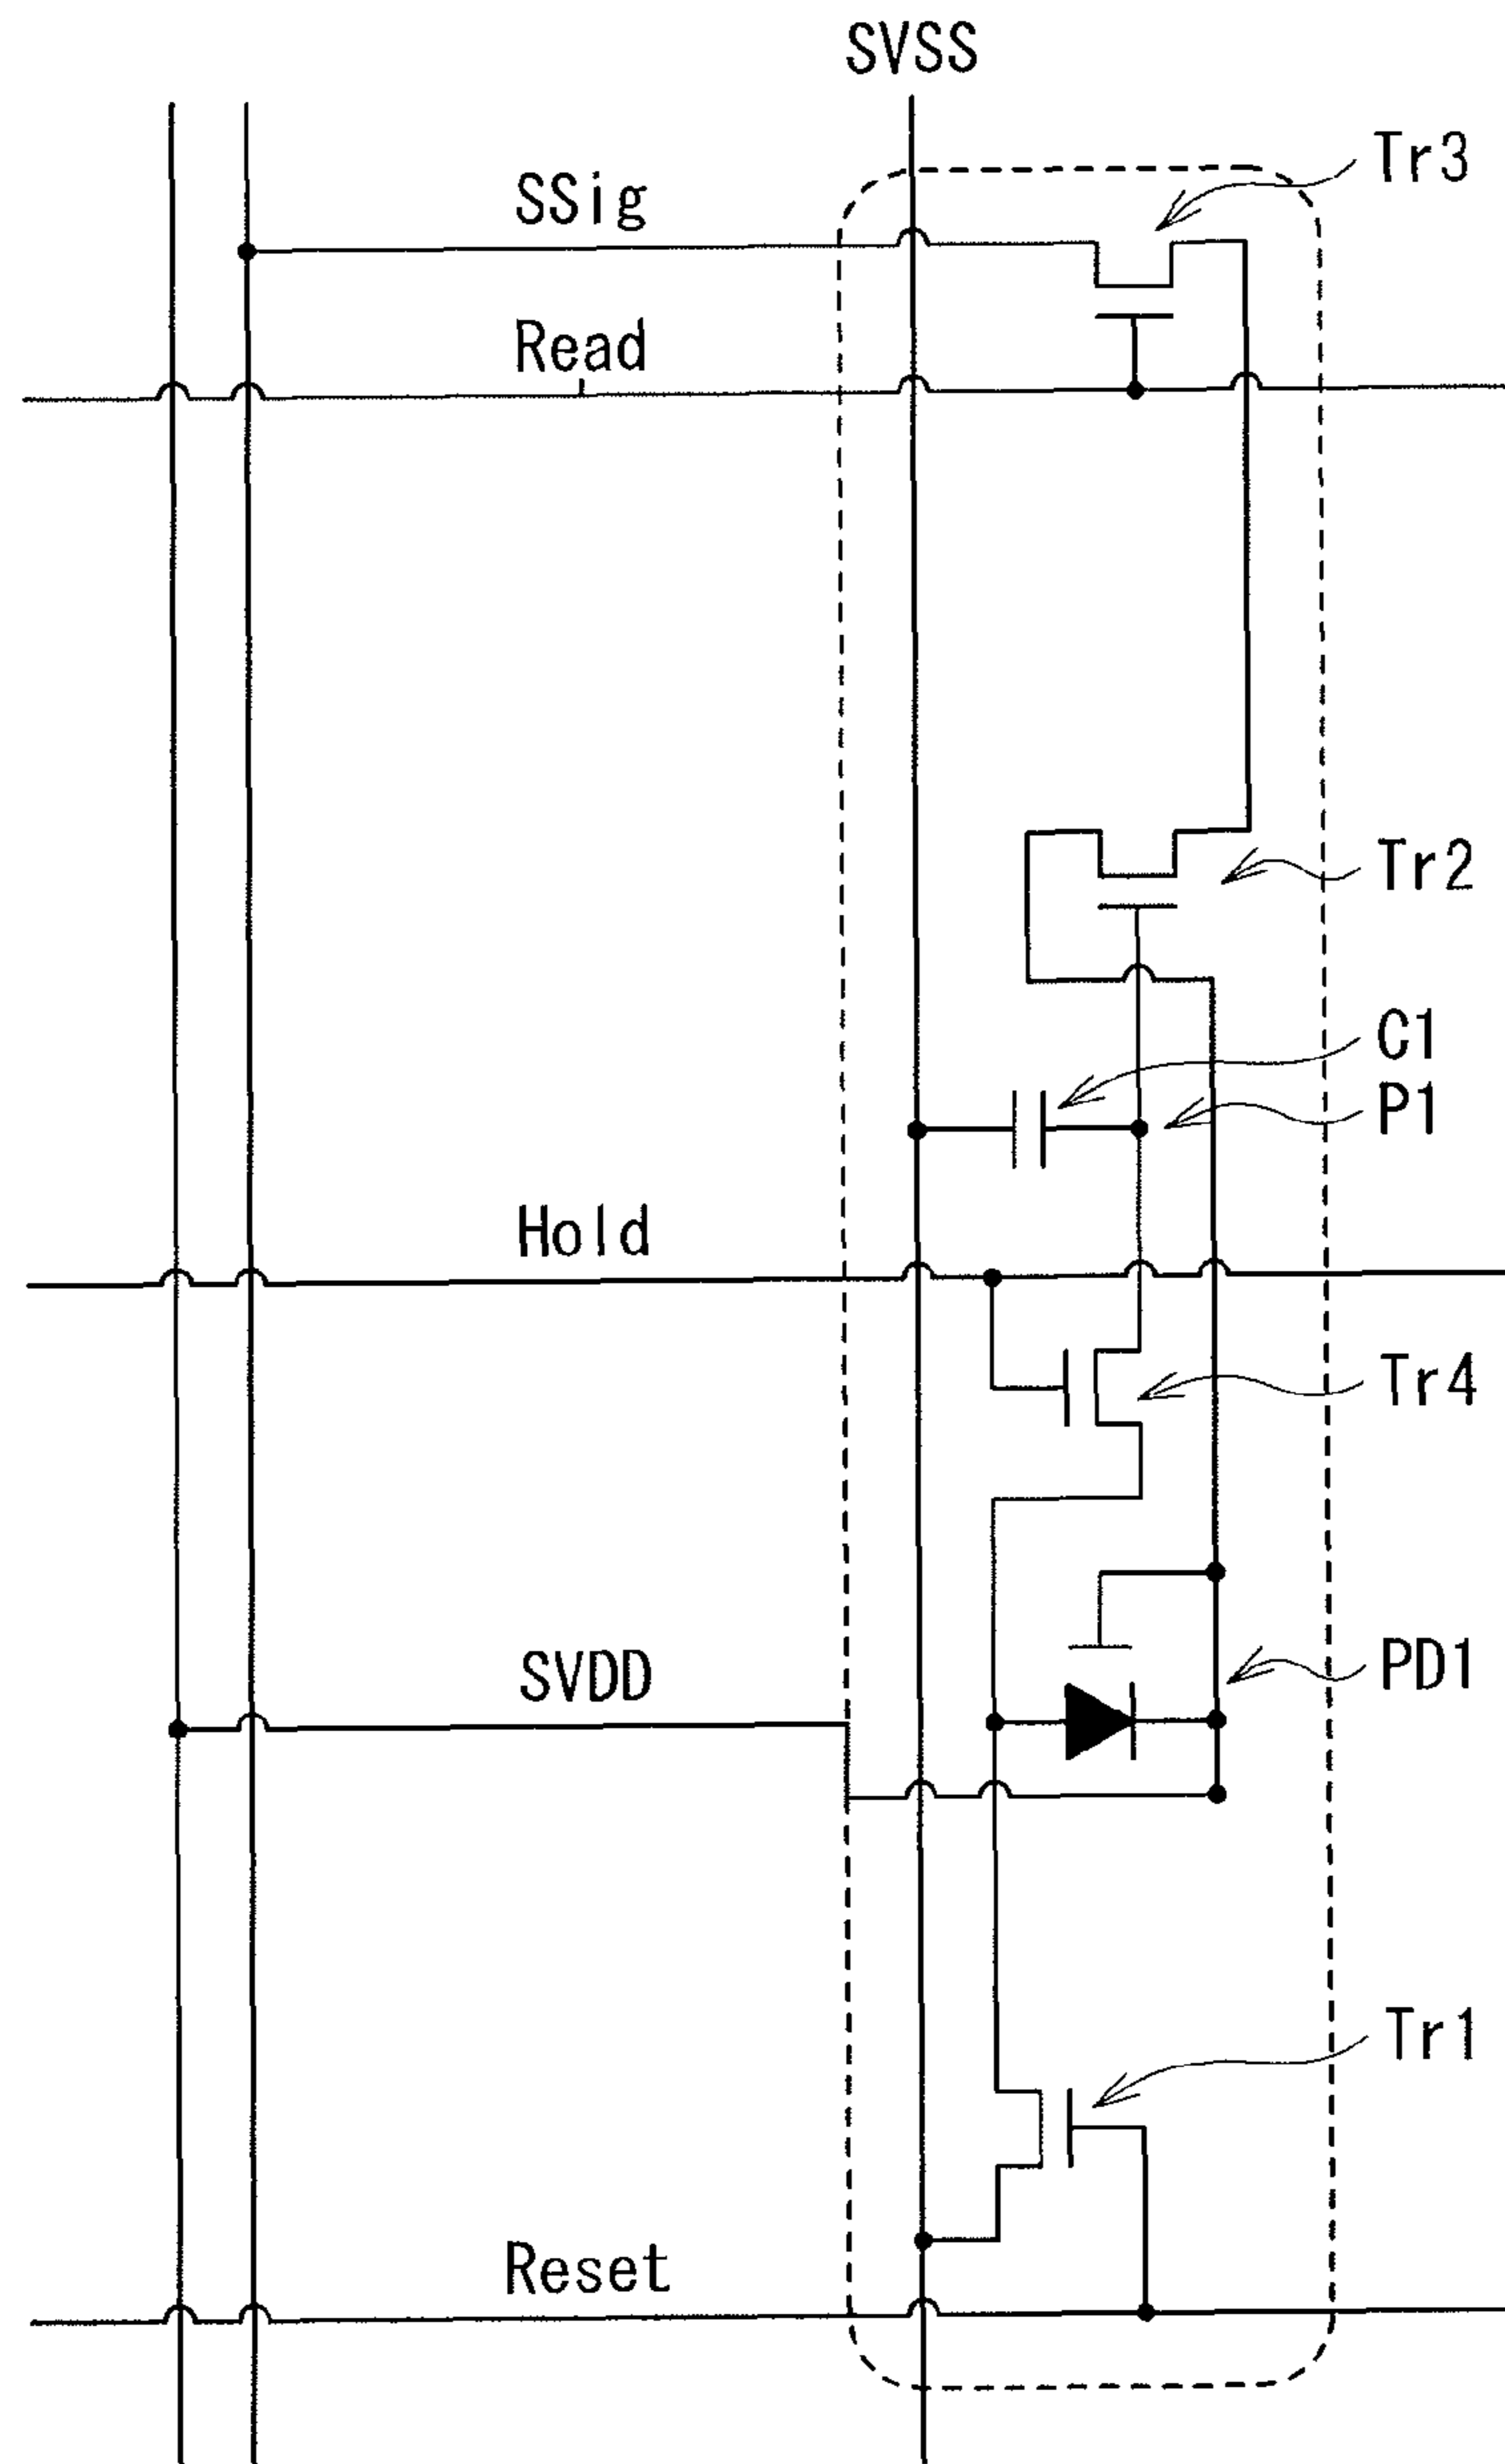 SVSS
Tr3
SSig
Read
Tr2
C1
P1
Hold
Tr4
SVDD
PD1
Tr1
Reset